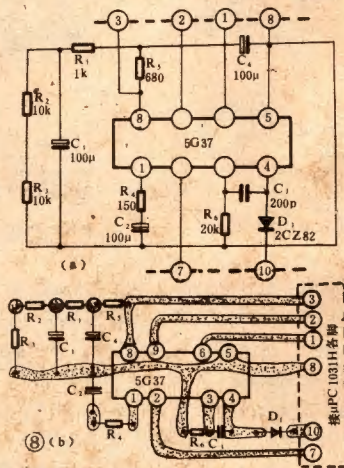 3 2 1 8
R₁
1k
R₅
680
C₄
100μ
R₂
10k
C₁
100μ
R₃
10k
8 5
5G37
1 4
R₄
150
C₂
100μ
R₆
20k
C₃
200p
D₁
2CZ82
(a)
7 10
R₂ R₁ R₅
R₃ C₁ C₄
C₂
8 9 6 5
5G37
1 2 3 4
R₄ R₆ C D
3
2
1
8
10
7
接μPC1031H各脚
⑧(b)